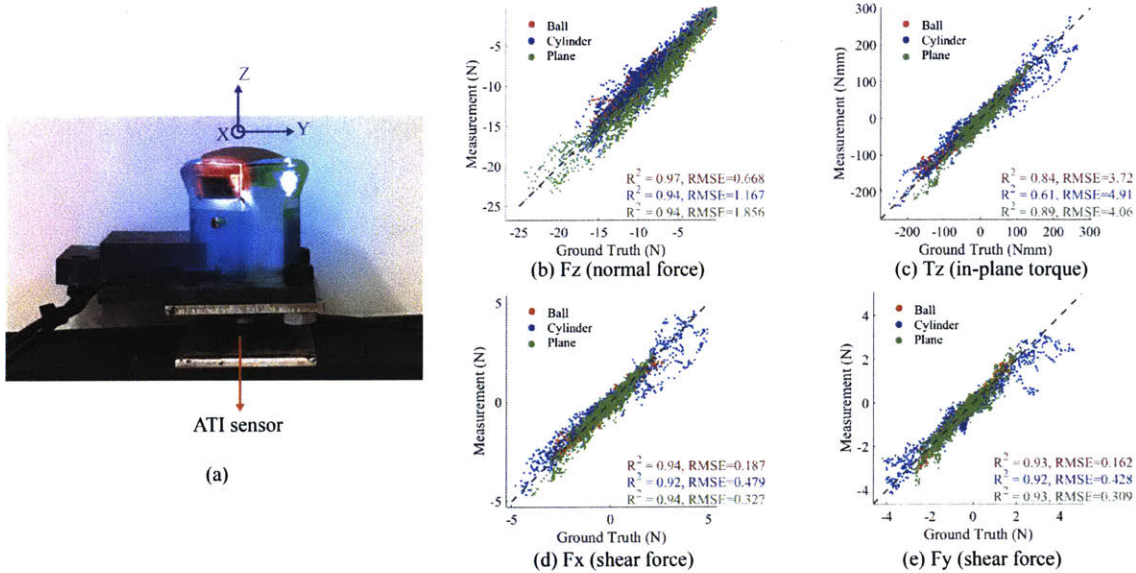 Z
X
Y
ATI sensor
(a)
Ball
Cylinder
Plane
Measurement (N)
-5
-10
-15
-20
-25
R² = 0.97, RMSE=0.668
R² = 0.94, RMSE=1.167
R² = 0.94, RMSE=1.856
-25 -20 -15 -10 -5
Ground Truth (N)
(b) Fz (normal force)
Ball
Cylinder
Plane
Measurement (Nmm)
300
200
100
0
-100
-200
R² = 0.84, RMSE=3.72
R² = 0.61, RMSE=4.91
R² = 0.89, RMSE=4.06
-200 -100 0 100 200 300
Ground Truth (Nmm)
(c) Tz (in-plane torque)
Ball
Cylinder
Plane
Measurement (N)
5
0
-5
R² = 0.94, RMSE=0.187
R² = 0.92, RMSE=0.479
R² = 0.94, RMSE=0.327
-5 0 5
Ground Truth (N)
(d) Fx (shear force)
Ball
Cylinder
Plane
Measurement (N)
4
2
0
-2
-4
R² = 0.93, RMSE=0.162
R² = 0.92, RMSE=0.428
R² = 0.93, RMSE=0.309
-4 -2 0 2 4
Ground Truth (N)
(e) Fy (shear force)